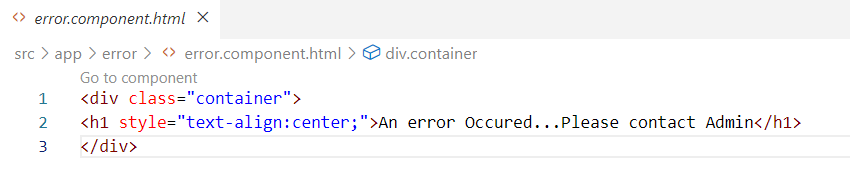 error.component.html
src > app > error > error.component.html > div.container
Go to component
1 <div class="container">
2 <h1 style="text-align:center;">An error Occured...Please contact Admin</h1>
3 </div>